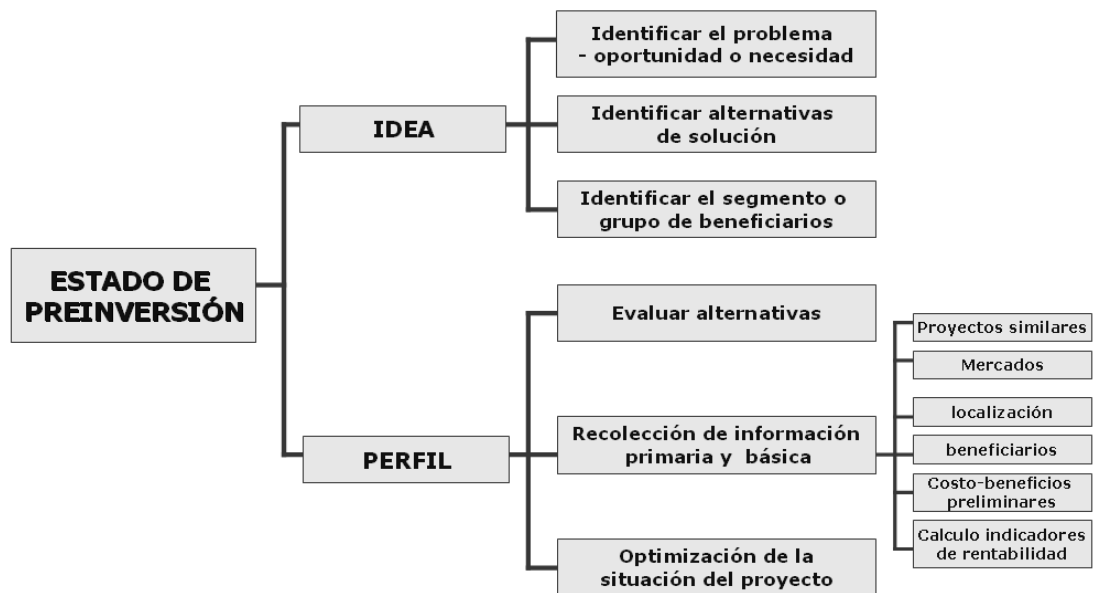 ESTADO DE
PREINVERSIÓN
IDEA
Identificar el problema
- oportunidad o necesidad
Identificar alternativas
de solución
Identificar el segmento o
grupo de beneficiarios
PERFIL
Evaluar alternativas
Recolección de información
primaria y básica
Proyectos similares
Mercados
localización
beneficiarios
Costo-beneficios
preliminares
Calculo indicadores
de rentabilidad
Optimización de la
situación del proyecto